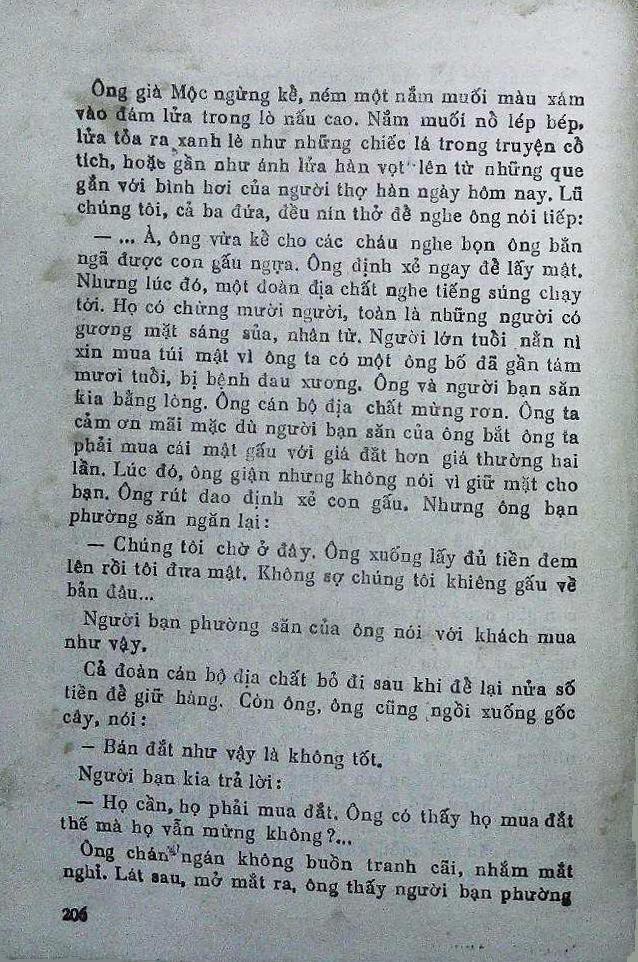 Ông già Mộc ngừng kể, ném một nắm muối màu xám
vào đám lửa trong lò nấu cao. Nắm muối nổ lép bép,
lửa tỏa ra xanh lè như những chiếc lá trong truyện cổ
tích, hoặc gần như ánh lửa hàn vọt lên từ những que
gắn với bình hơi của người thợ hàn ngày hôm nay. Lũ
chúng tôi, cả ba đứa, đều nín thở để nghe ông nói tiếp:
— ... À, ông vừa kể cho các cháu nghe bọn ông bắn
ngã được con gấu ngựa. Ông định xẻ ngay để lấy mật.
Nhưng lúc đó, một đoàn địa chất nghe tiếng súng chạy
tới. Họ có chừng mười người, toàn là những người có
gương mặt sáng sủa, nhân từ. Người lớn tuổi nằn nì
xin mua túi mật vì ông ta có một ông bố đã gần tám
mươi tuổi, bị bệnh đau xương. Ông và người bạn săn
kia bằng lòng. Ông cán bộ địa chất mừng rơn. Ông ta
cảm ơn mãi mặc dù người bạn săn của ông bắt ông ta
phải mua cái mật gấu với giá đắt hơn giá thường hai
lần. Lúc đó, ông giận nhưng không nói vì giữ mặt cho
bạn. Ông rút dao định xẻ con gấu. Nhưng ông bạn
phường săn ngăn lại:
— Chúng tôi chờ ở đây. Ông xuống lấy đủ tiền đem
lên rồi tôi đưa mật. Không sợ chúng tôi khiêng gấu về
bản đâu...
Người bạn phường săn của ông nói với khách mua
như vậy.
Cả đoàn cán bộ địa chất bỏ đi sau khi để lại nửa số
tiền để giữ hàng. Còn ông, ông cũng ngồi xuống gốc
cây, nói:
— Bán đắt như vậy là không tốt.
Người bạn kia trả lời:
— Họ cần, họ phải mua đắt. Ông có thấy họ mua đắt
thế mà họ vẫn mừng không?...
Ông chán ngán không buồn tranh cãi, nhắm mắt
nghỉ. Lát sau, mở mắt ra, ông thấy người bạn phường
206